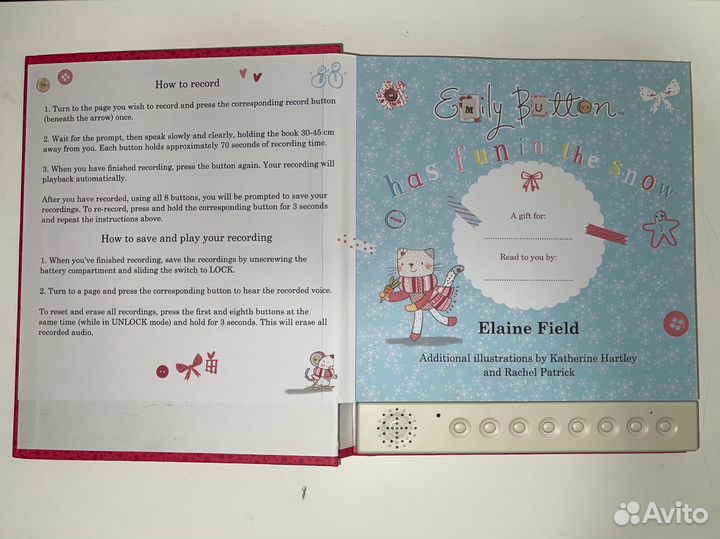 How to record
1. Turn to the page you wish to record and press the corresponding record button
(beneath the arrow) once.
2. Wait for the prompt, then speak slowly and clearly, holding the book 30-45 cm
away from you. Each button holds approximately 70 seconds of recording time.
3. When you have finished recording, press the button again. Your recording will
playback automatically.
After you have recorded, using all 8 buttons, you will be prompted to save your
recordings. To re-record, press and hold the corresponding button for 3 seconds
and repeat the instructions above.
How to save and play your recording
1. When you've finished recording, save the recordings by unscrewing the
battery compartment and sliding the switch to LOCK.
2. Turn to a page and press the corresponding button to hear the recorded voice.
To reset and erase all recordings, press the first and eighth buttons at the
same time (while in UNLOCK mode) and hold for 3 seconds. This will erase all
recorded audio.
Emily Button™
has fun in the snow
A gift for:
Read to you by:
Elaine Field
Additional illustrations by Katherine Hartley
and Rachel Patrick
Avito